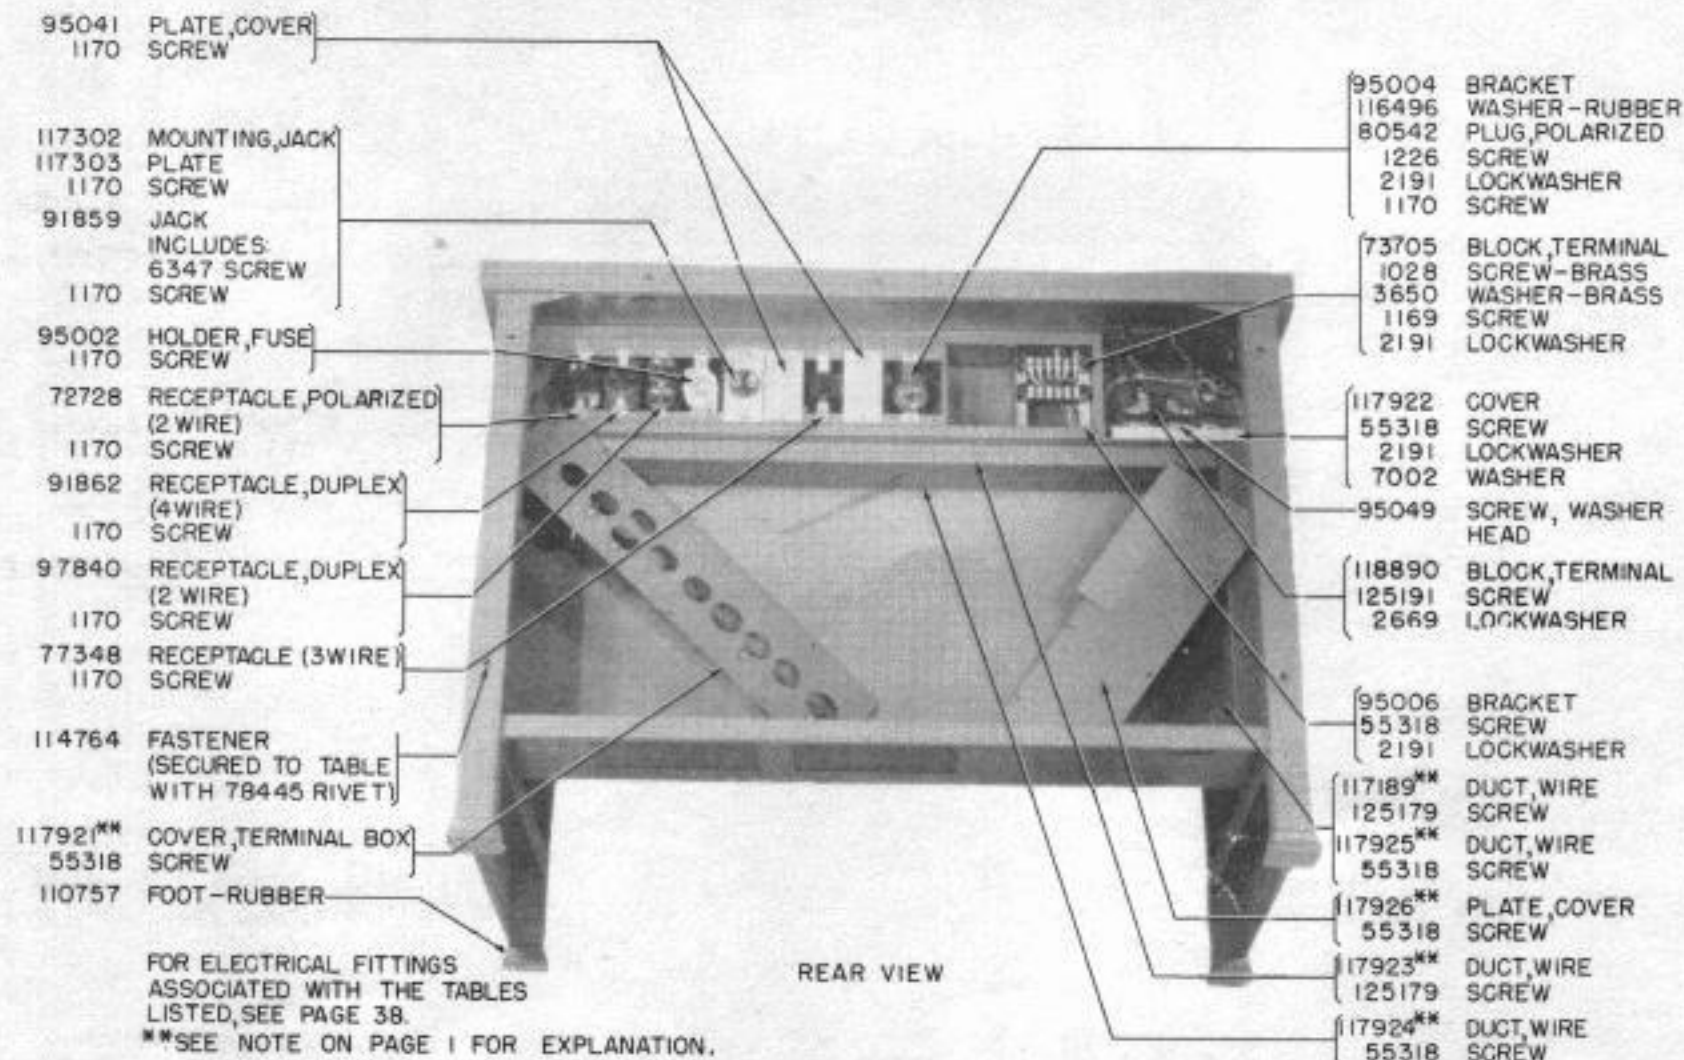 95041 PLATE,COVER
1170 SCREW
117302 MOUNTING,JACK
117303 PLATE
1170 SCREW
91859 JACK
INCLUDES:
6347 SCREW
1170 SCREW
95002 HOLDER,FUSE
1170 SCREW
72728 RECEPTACLE,POLARIZED
(2 WIRE)
1170 SCREW
91862 RECEPTACLE,DUPLEX
(4WIRE)
1170 SCREW
97840 RECEPTACLE,DUPLEX
(2 WIRE)
1170 SCREW
77348 RECEPTACLE (3WIRE)
1170 SCREW
114764 FASTENER
(SECURED TO TABLE
WITH 78445 RIVET)
117921** COVER,TERMINAL BOX
55318 SCREW
110757 FOOT-RUBBER
FOR ELECTRICAL FITTINGS
ASSOCIATED WITH THE TABLES
LISTED,SEE PAGE 38.
**SEE NOTE ON PAGE 1 FOR EXPLANATION.
REAR VIEW
95004 BRACKET
116496 WASHER-RUBBER
80542 PLUG,POLARIZED
1226 SCREW
2191 LOCKWASHER
1170 SCREW
73705 BLOCK,TERMINAL
1028 SCREW-BRASS
3650 WASHER-BRASS
1169 SCREW
2191 LOCKWASHER
117922 COVER
55318 SCREW
2191 LOCKWASHER
7002 WASHER
95049 SCREW, WASHER
HEAD
118890 BLOCK,TERMINAL
125191 SCREW
2669 LOCKWASHER
95006 BRACKET
55318 SCREW
2191 LOCKWASHER
117189** DUCT,WIRE
125179 SCREW
117925** DUCT,WIRE
55318 SCREW
117926** PLATE,COVER
55318 SCREW
117923** DUCT,WIRE
125179 SCREW
117924** DUCT,WIRE
55318 SCREW